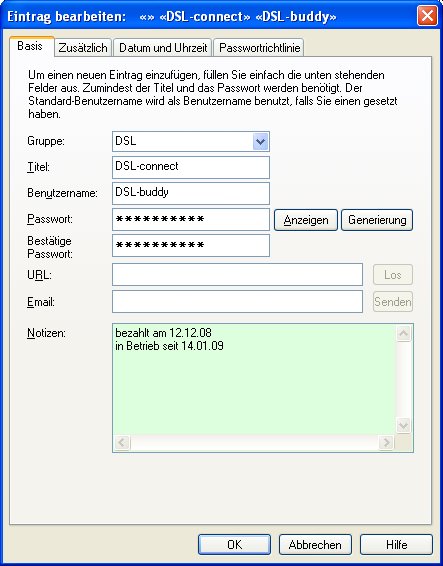 Eintrag bearbeiten: «» «DSL-connect» «DSL-buddy»
Basis Zusätzlich Datum und Uhrzeit Passwortrichtlinie
Um einen neuen Eintrag einzufügen, füllen Sie einfach die unten stehenden
Felder aus. Zumindest der Titel und das Passwort werden benötigt. Der
Standard-Benutzername wird als Benutzername benutzt, falls Sie einen gesetzt
haben.
Gruppe: DSL
Titel: DSL-connect
Benutzername: DSL-buddy
Passwort: ********** Anzeigen Generierung
Bestätige
Passwort: **********
URL: Los
Email: Senden
Notizen: bezahlt am 12.12.08
in Betrieb seit 14.01.09
OK Abbrechen Hilfe